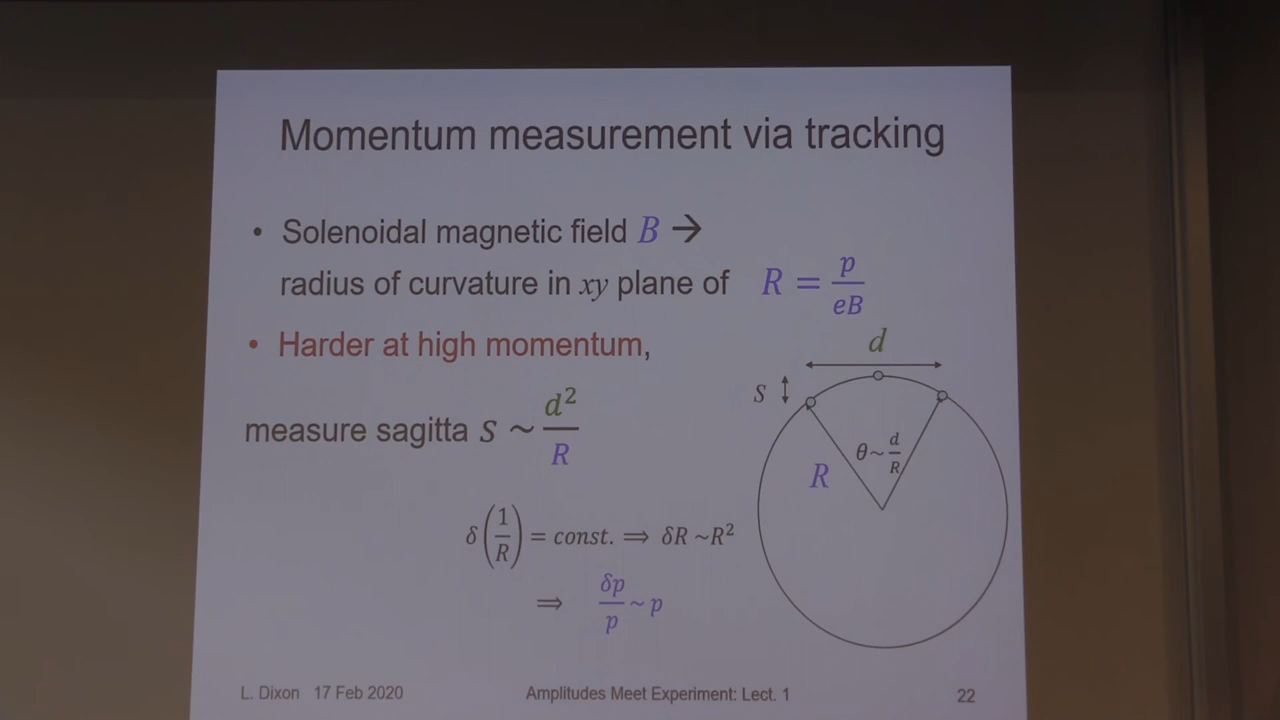 Momentum measurement via tracking
• Solenoidal magnetic field B →
radius of curvature in xy plane of R = p/eB
• Harder at high momentum,
measure sagitta s ~ d²/R
d
s
θ~d/R
R
δ(1/R) = const. ⟹ δR ~R²
⟹ δp/p ~ p
L. Dixon 17 Feb 2020 Amplitudes Meet Experiment: Lect. 1 22